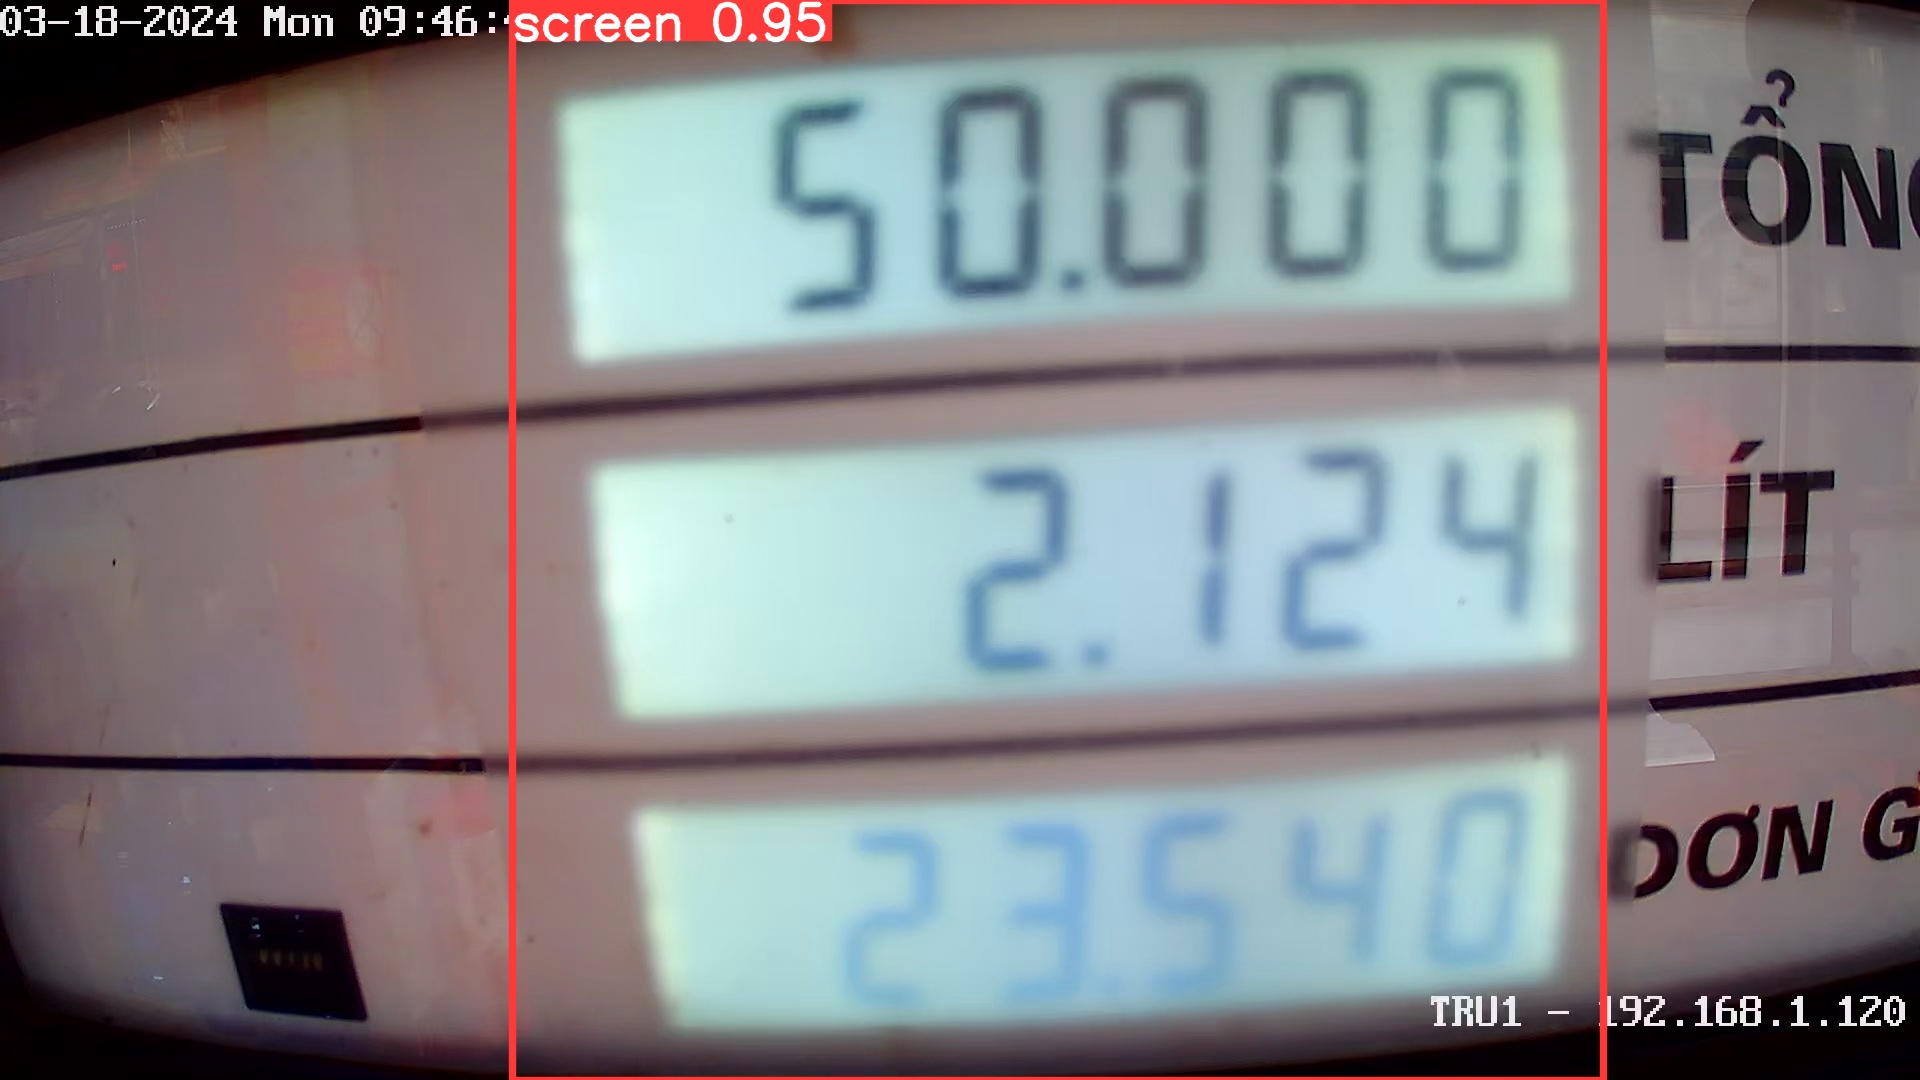 03-18-2024 Mon 09:46:
screen 0.95
50.000
TỔNG
2.124
LÍT
23.540
ĐƠN G
TRU1 - 192.168.1.120